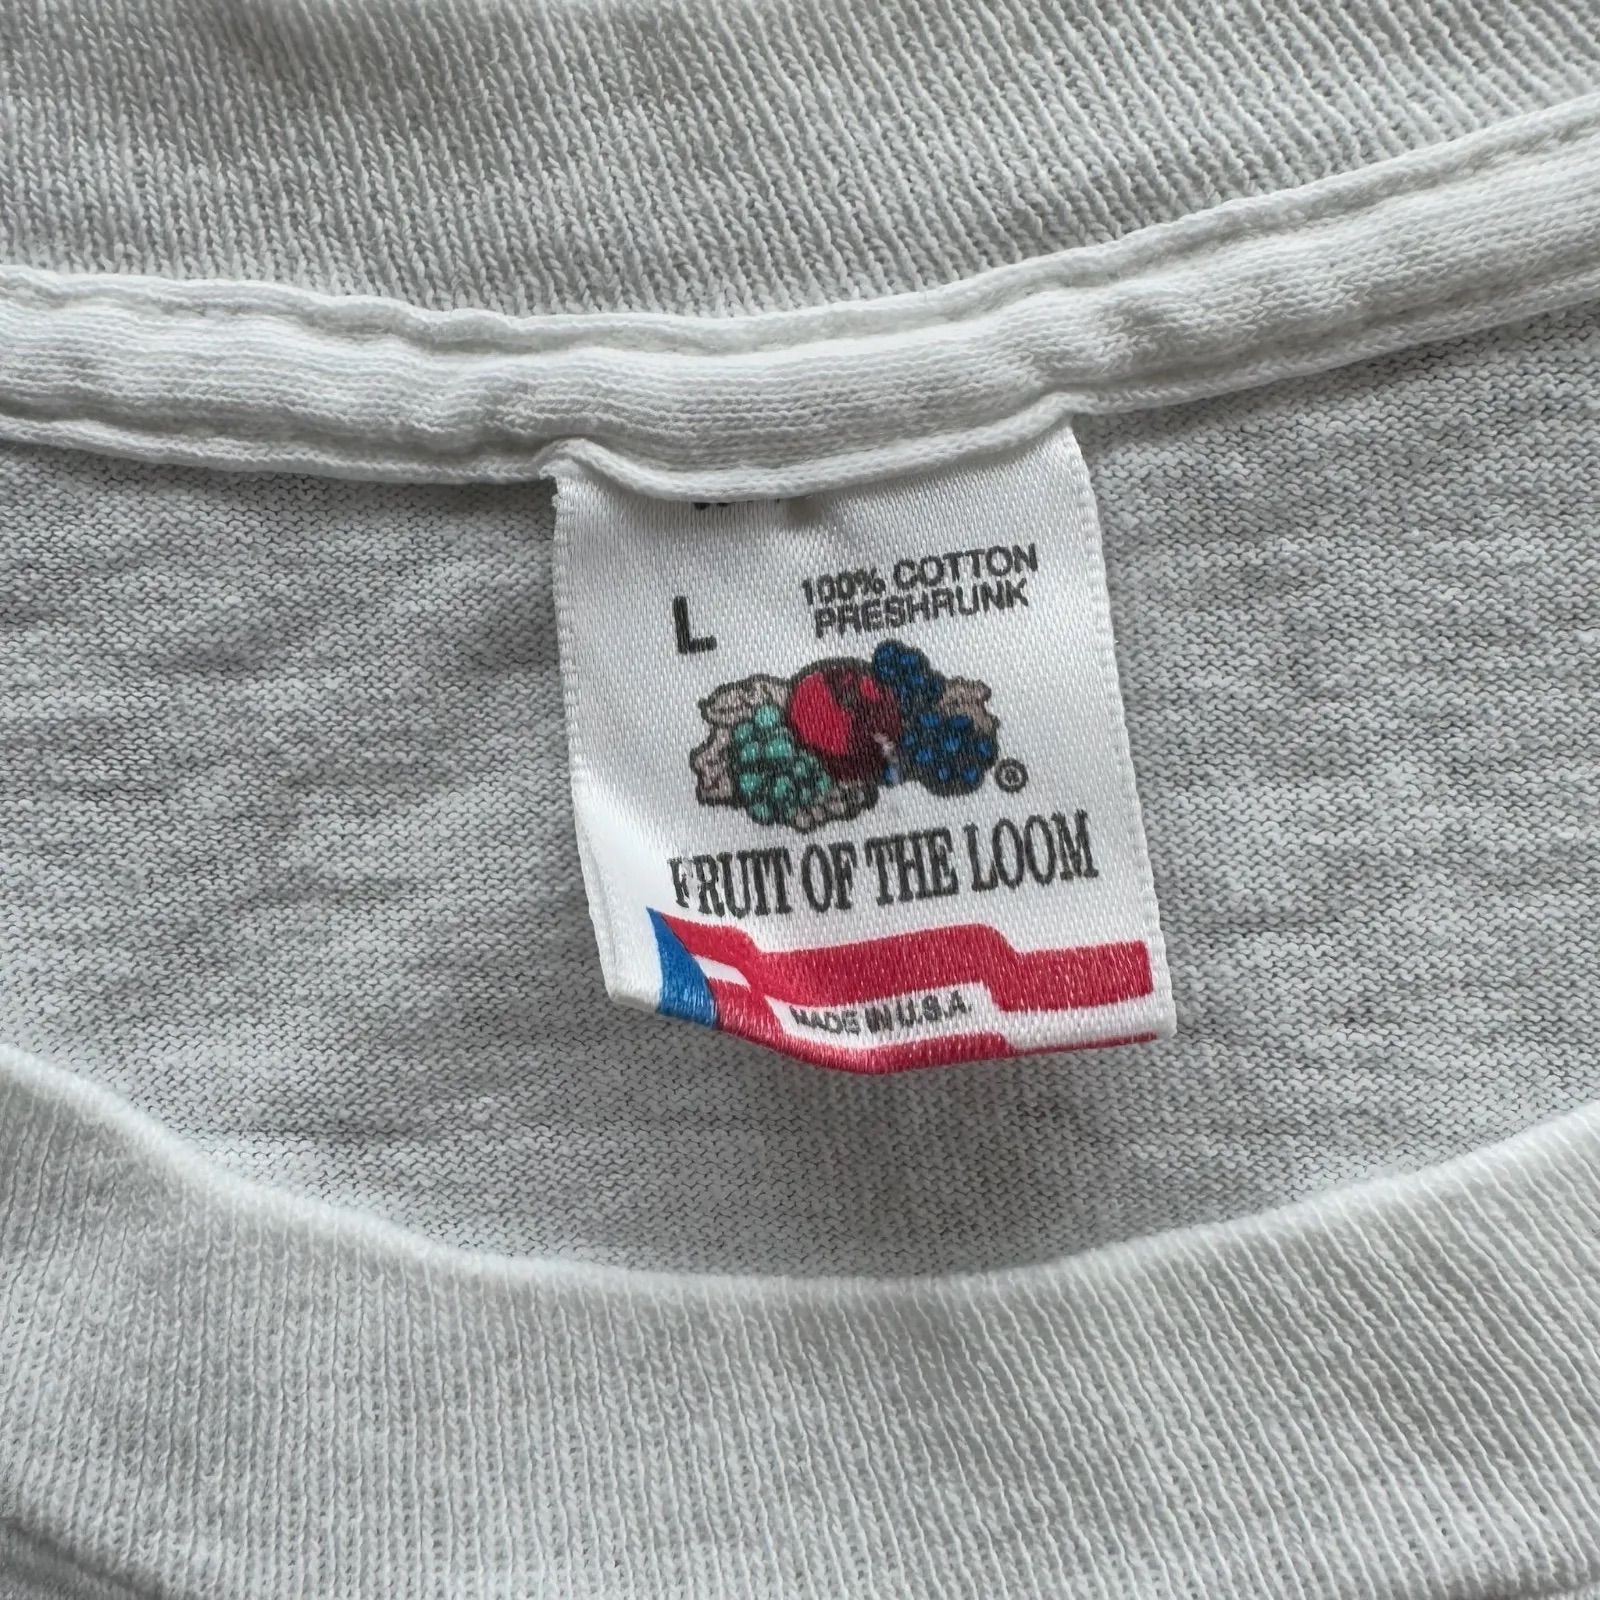 L
100% COTTON
PRESHRUNK
®
FRUIT OF THE LOOM
MADE IN U.S.A.